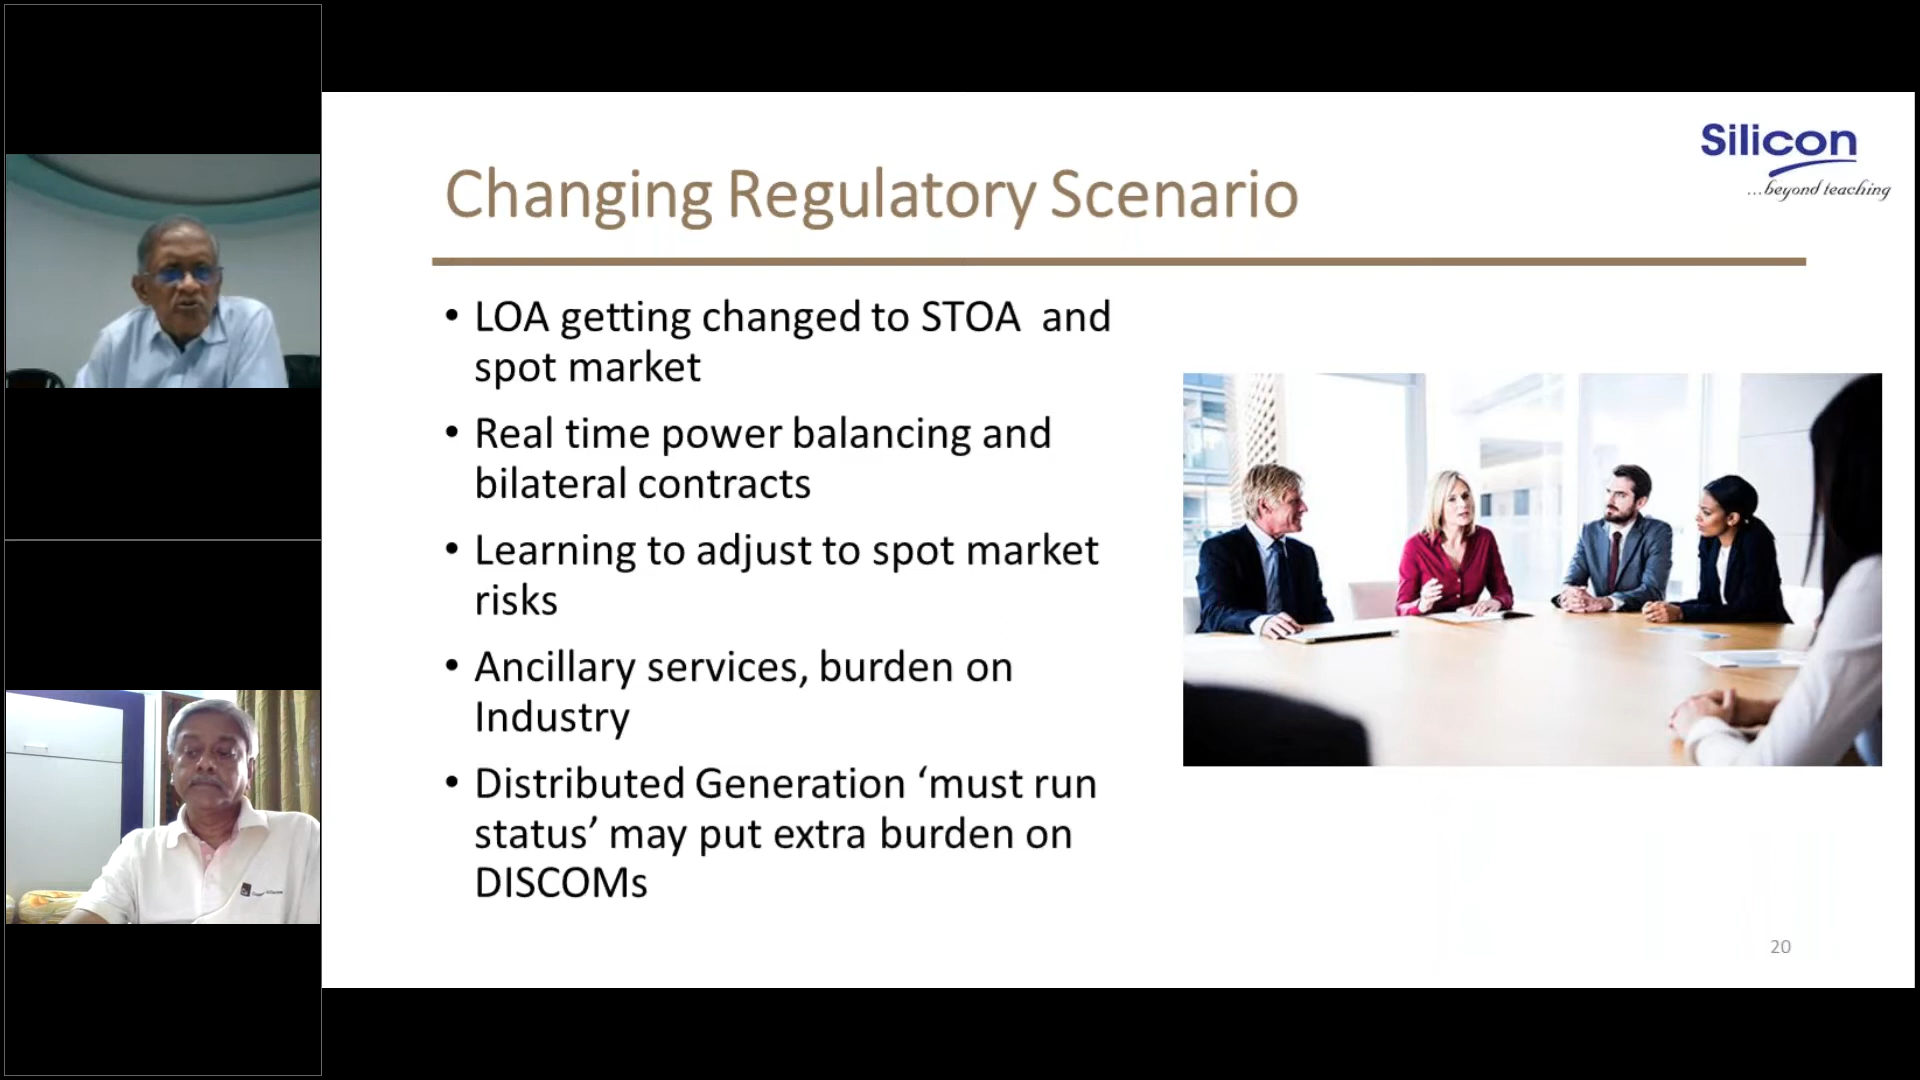 Silicon
...beyond teaching
Changing Regulatory Scenario
• LOA getting changed to STOA  and
spot market
• Real time power balancing and
bilateral contracts
• Learning to adjust to spot market
risks
• Ancillary services, burden on
Industry
• Distributed Generation ‘must run
status’ may put extra burden on
DISCOMs
20